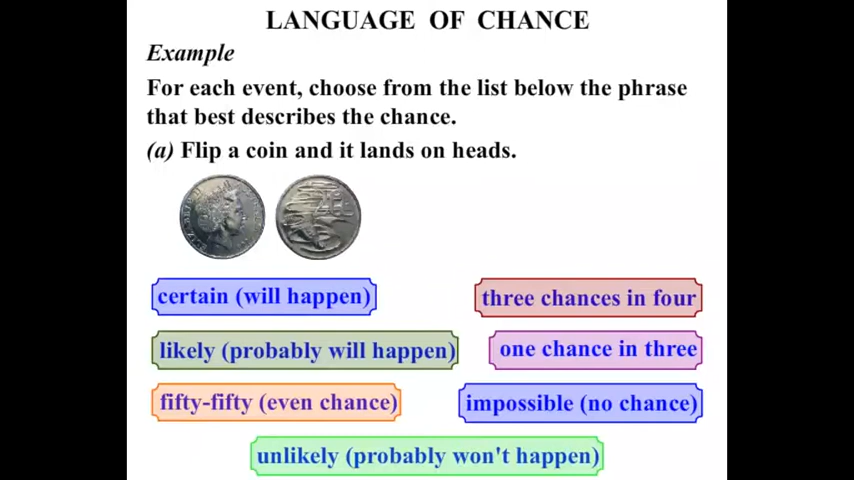 LANGUAGE OF CHANCE
Example
For each event, choose from the list below the phrase
that best describes the chance.
(a) Flip a coin and it lands on heads.
certain (will happen)
three chances in four
likely (probably will happen)
one chance in three
fifty-fifty (even chance)
impossible (no chance)
unlikely (probably won't happen)